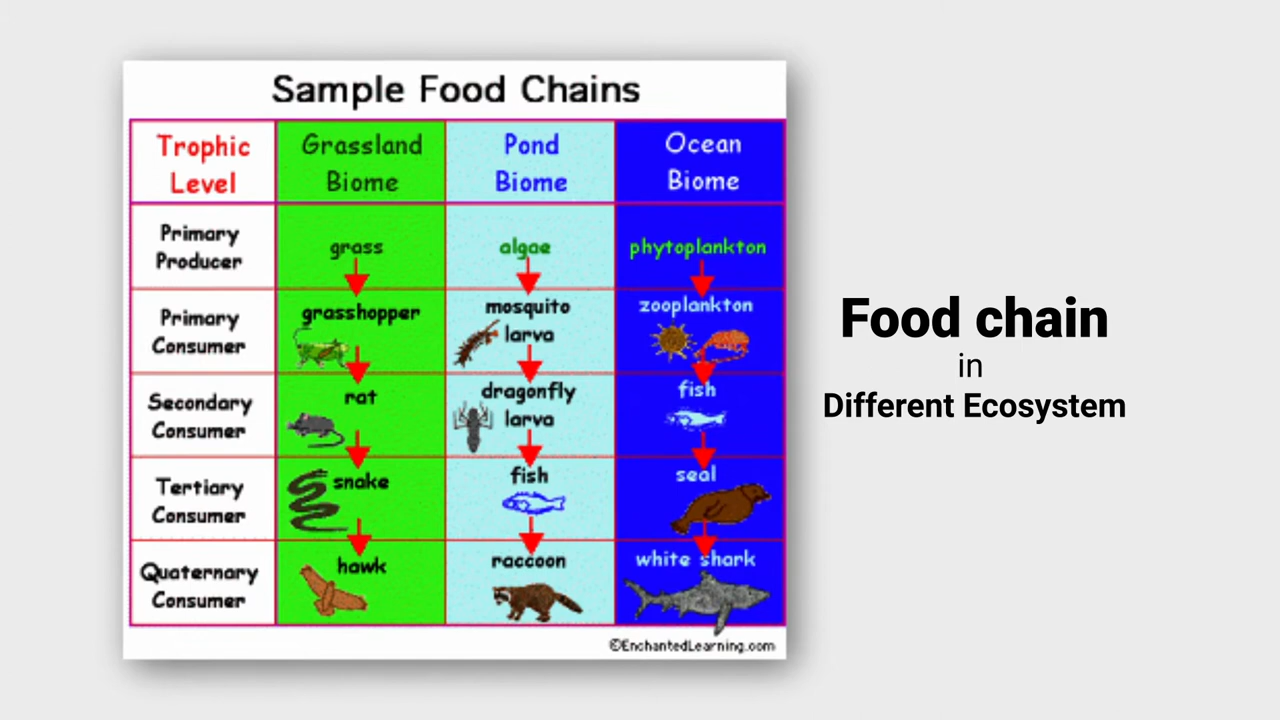 Sample Food Chains
Trophic Level
Grassland Biome
Pond Biome
Ocean Biome
Primary Producer
grass
algae
phytoplankton
Primary Consumer
grasshopper
mosquito larva
zooplankton
Secondary Consumer
rat
dragonfly larva
fish
Tertiary Consumer
snake
fish
seal
Quaternary Consumer
hawk
raccoon
white shark
©EnchantedLearning.com
Food chain
in
Different Ecosystem